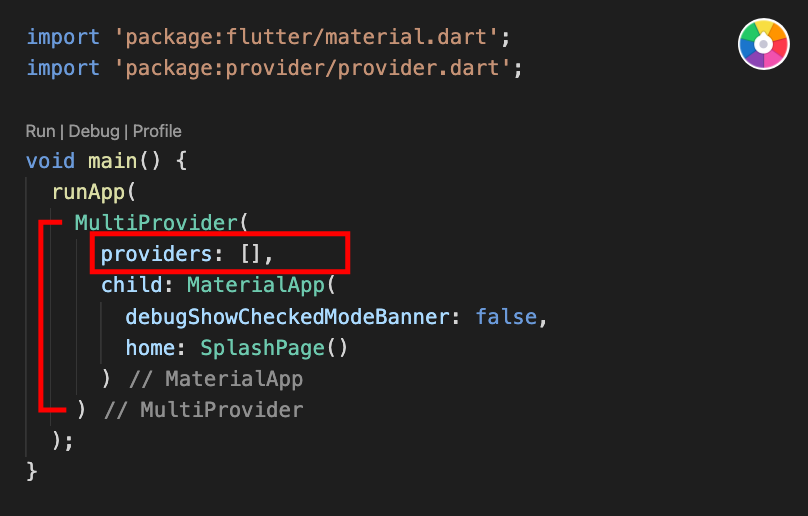 import 'package:flutter/material.dart';
import 'package:provider/provider.dart';
Run | Debug | Profile
void main() {
runApp(
MultiProvider(
providers: [],
child: MaterialApp(
debugShowCheckedModeBanner: false,
home: SplashPage()
) // MaterialApp
) // MultiProvider
);
}